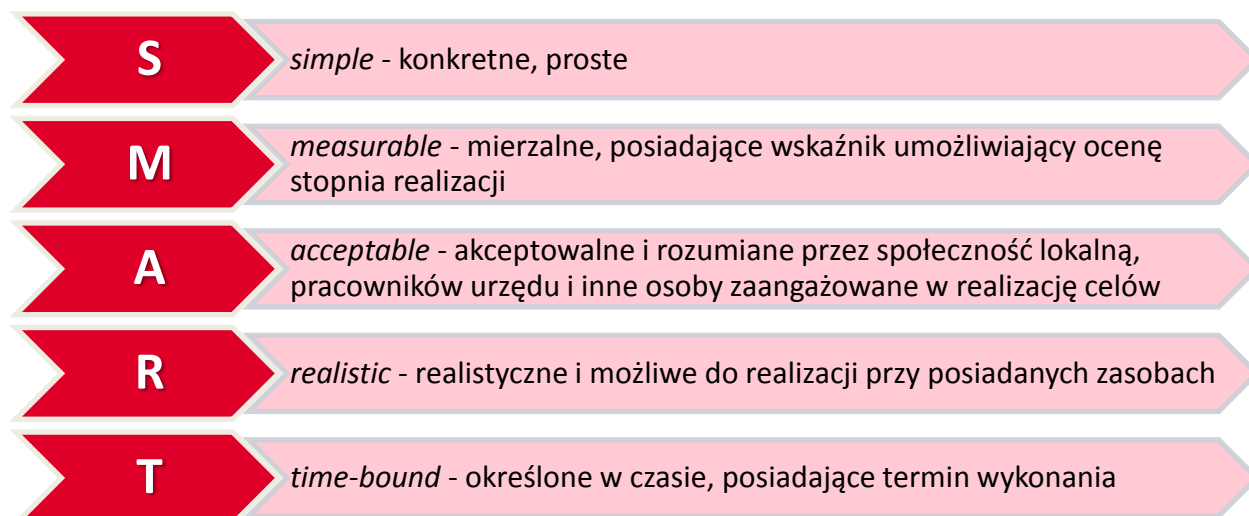 S
simple - konkretne, proste
M
measurable - mierzalne, posiadające wskaźnik umożliwiający ocenę
stopnia realizacji
A
acceptable - akceptowalne i rozumiane przez społeczność lokalną,
pracowników urzędu i inne osoby zaangażowane w realizację celów
R
realistic - realistyczne i możliwe do realizacji przy posiadanych zasobach
T
time-bound - określone w czasie, posiadające termin wykonania